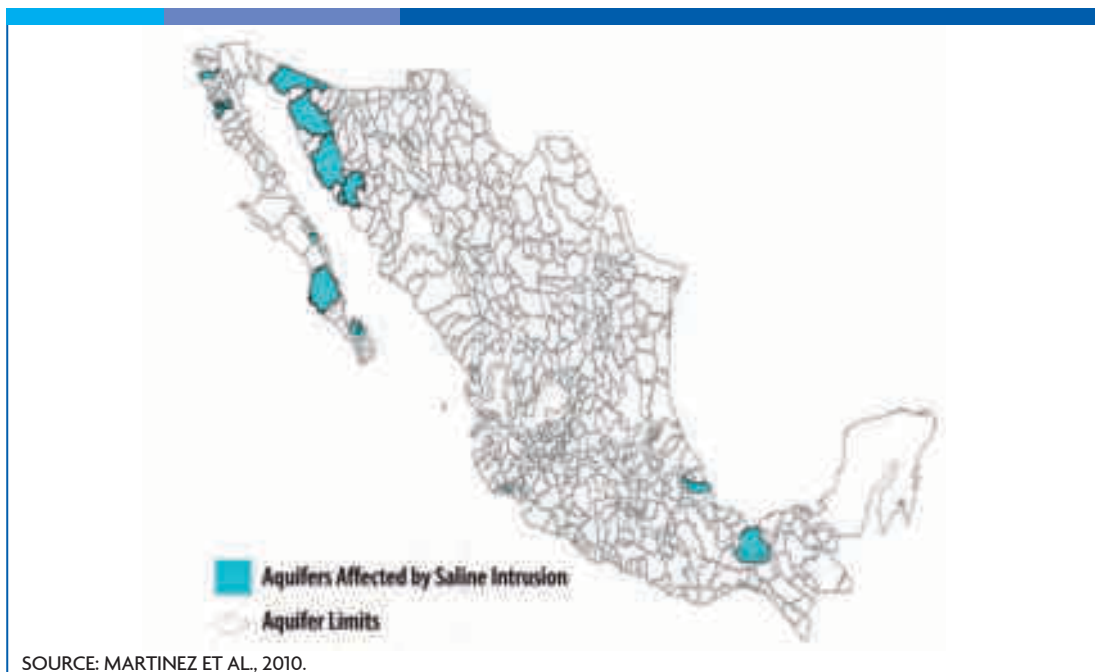 Aquifers Affected by Saline Intrusion
Aquifer Limits
SOURCE: MARTINEZ ET AL., 2010.